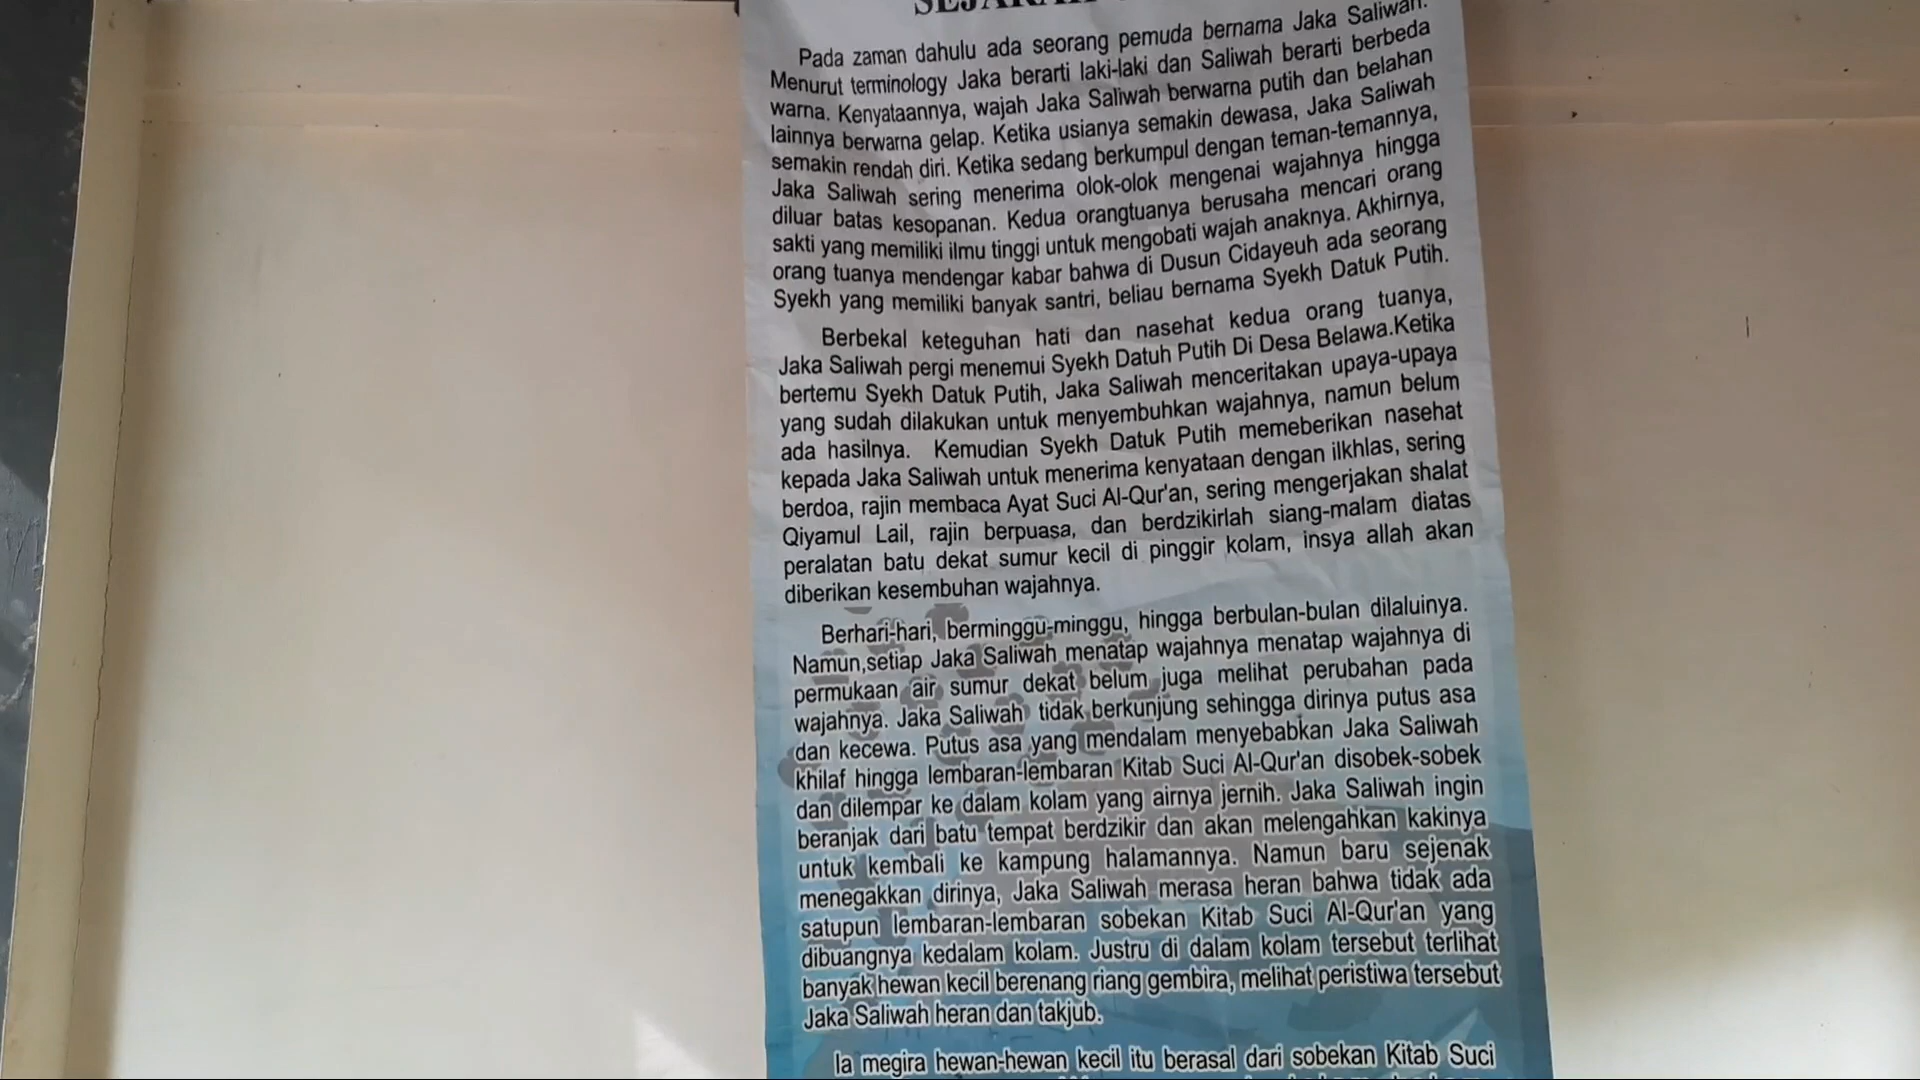 SEJARAH
Pada zaman dahulu ada seorang pemuda bernama Jaka Saliwah.
Menurut terminology Jaka berarti laki-laki dan Saliwah berarti berbeda
warna. Kenyataannya, wajah Jaka Saliwah berwarna putih dan belahan
lainnya berwarna gelap. Ketika usianya semakin dewasa, Jaka Saliwah
semakin rendah diri. Ketika sedang berkumpul dengan teman-temannya,
Jaka Saliwah sering menerima olok-olok mengenai wajahnya hingga
diluar batas kesopanan. Kedua orangtuanya berusaha mencari orang
sakti yang memiliki ilmu tinggi untuk mengobati wajah anaknya. Akhirnya,
orang tuanya mendengar kabar bahwa di Dusun Cidayeuh ada seorang
Syekh yang memiliki banyak santri, beliau bernama Syekh Datuk Putih.
Berbekal keteguhan hati dan nasehat kedua orang tuanya,
Jaka Saliwah pergi menemui Syekh Datuh Putih Di Desa Belawa.Ketika
bertemu Syekh Datuk Putih, Jaka Saliwah menceritakan upaya-upaya
yang sudah dilakukan untuk menyembuhkan wajahnya, namun belum
ada hasilnya. Kemudian Syekh Datuk Putih memeberikan nasehat
kepada Jaka Saliwah untuk menerima kenyataan dengan ilkhlas, sering
berdoa, rajin membaca Ayat Suci Al-Qur'an, sering mengerjakan shalat
Qiyamul Lail, rajin berpuasa, dan berdzikirlah siang-malam diatas
peralatan batu dekat sumur kecil di pinggir kolam, insya allah akan
diberikan kesembuhan wajahnya.
Berhari-hari, berminggu-minggu, hingga berbulan-bulan dilaluinya.
Namun,setiap Jaka Saliwah menatap wajahnya menatap wajahnya di
permukaan air sumur dekat belum juga melihat perubahan pada
wajahnya. Jaka Saliwah tidak berkunjung sehingga dirinya putus asa
dan kecewa. Putus asa yang mendalam menyebabkan Jaka Saliwah
khilaf hingga lembaran-lembaran Kitab Suci Al-Qur'an disobek-sobek
dan dilempar ke dalam kolam yang airnya jernih. Jaka Saliwah ingin
beranjak dari batu tempat berdzikir dan akan melengahkan kakinya
untuk kembali ke kampung halamannya. Namun baru sejenak
menegakkan dirinya, Jaka Saliwah merasa heran bahwa tidak ada
satupun lembaran-lembaran sobekan Kitab Suci Al-Qur'an yang
dibuangnya kedalam kolam. Justru di dalam kolam tersebut terlihat
banyak hewan kecil berenang riang gembira, melihat peristiwa tersebut
Jaka Saliwah heran dan takjub.
Ia megira hewan-hewan kecil itu berasal dari sobekan Kitab Suci